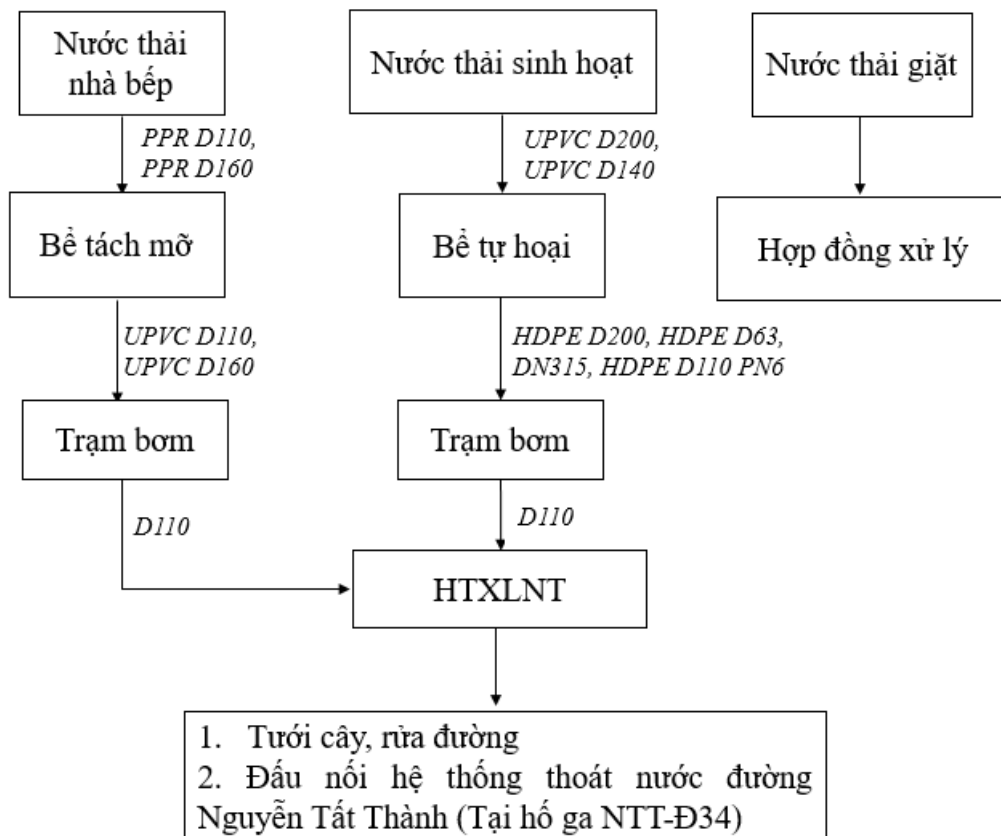 Nước thải
nhà bếp
Nước thải sinh hoạt
Nước thải giặt
PPR D110,
PPR D160
UPVC D200,
UPVC D140
Bể tách mỡ
Bể tự hoại
Hợp đồng xử lý
UPVC D110,
UPVC D160
HDPE D200, HDPE D63,
DN315, HDPE D110 PN6
Trạm bơm
Trạm bơm
D110
D110
HTXLNT
1. Tưới cây, rửa đường
2. Đấu nối hệ thống thoát nước đường
Nguyễn Tất Thành (Tại hố ga NTT-Đ34)